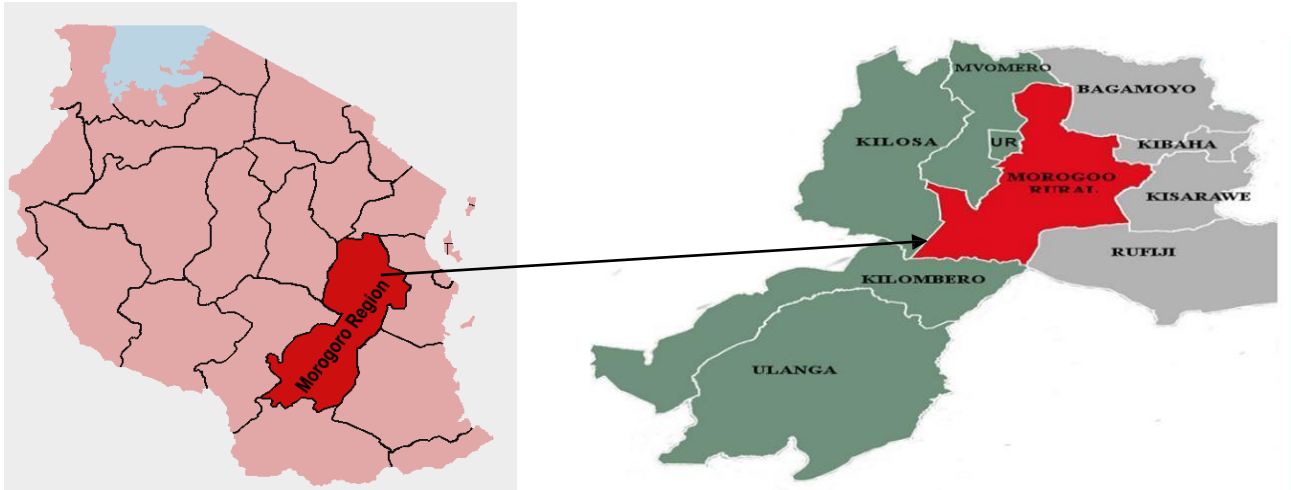 Morogoro Region
T
MVOMERO
BAGAMOYO
KILOSA
UR
KIBAHA
MOROGOO
RURAL
KISARAWE
RUFIJI
KILOMBERO
ULANGA